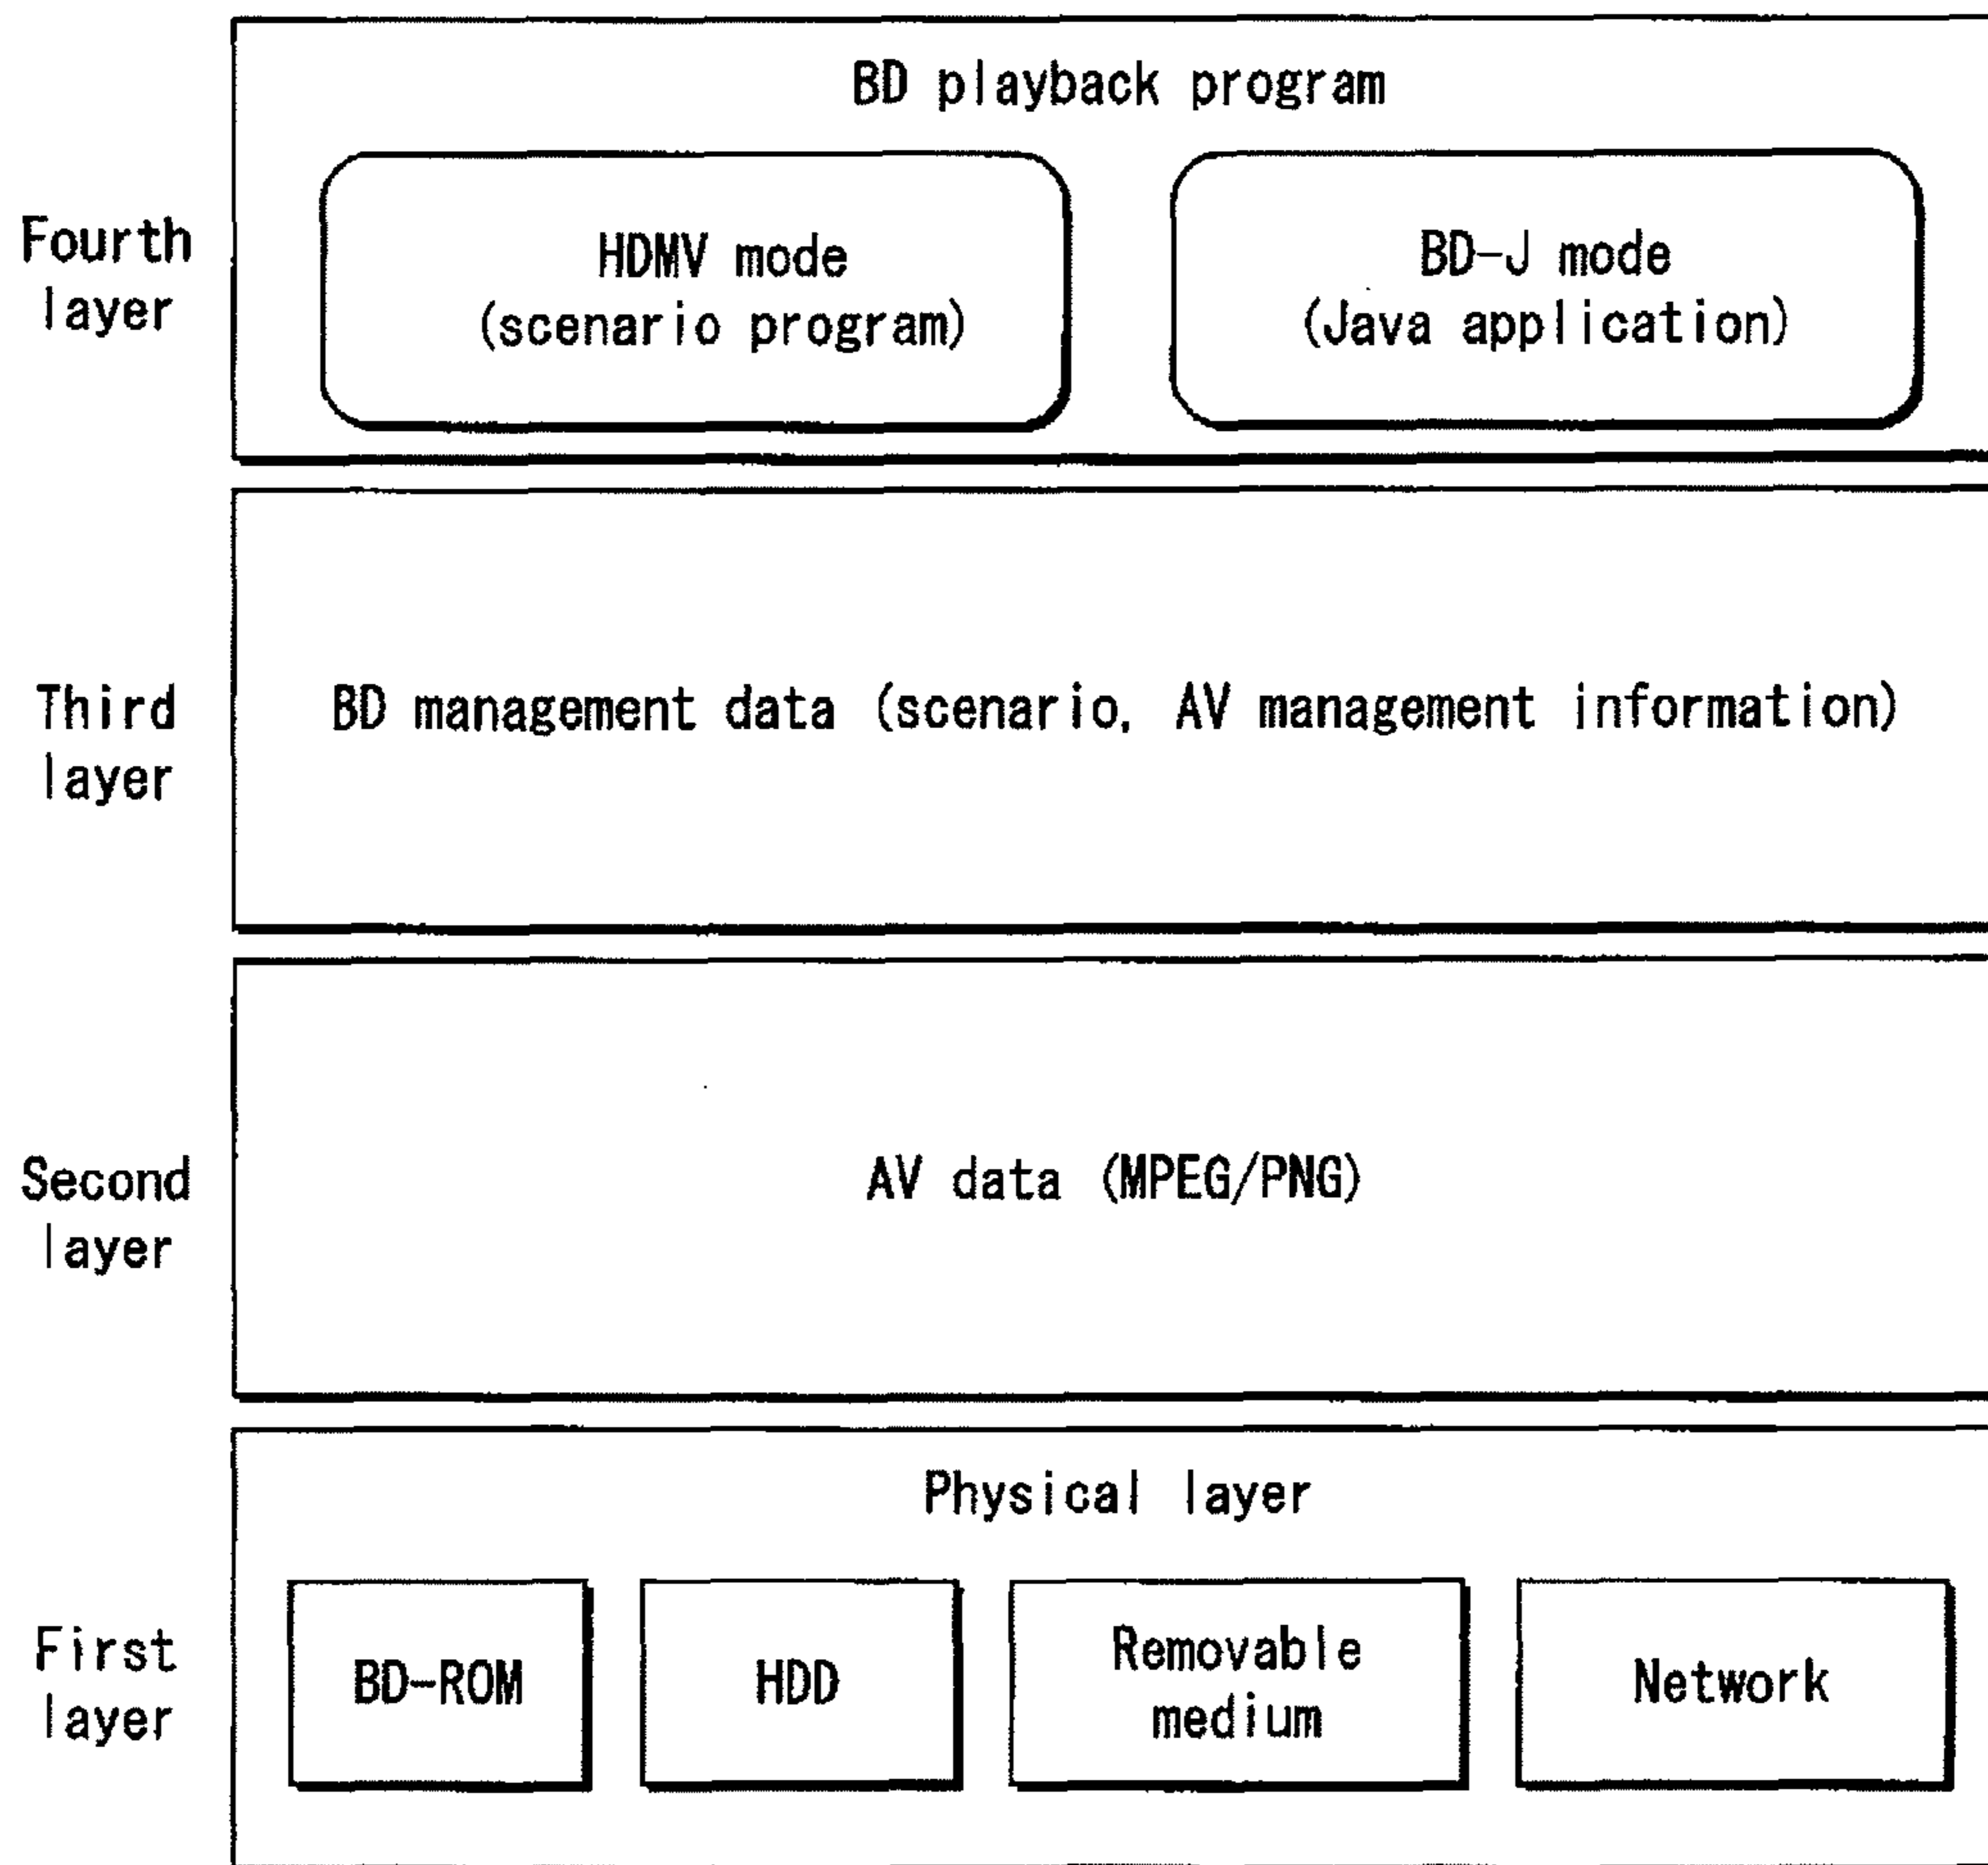 BD playback program
Fourth
layer
HDMV mode
(scenario program)
BD-J mode
(Java application)
Third
layer
BD management data (scenario, AV management information)
Second
layer
AV data (MPEG/PNG)
Physical layer
First
layer
BD-ROM
HDD
Removable
medium
Network